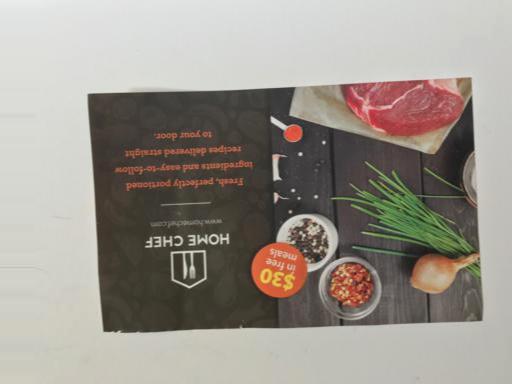 HOME CHEF
www.homechef.com
Fresh, perfectly portioned
ingredients and easy-to-follow
recipes delivered straight
to your door.
$30
in free
meals